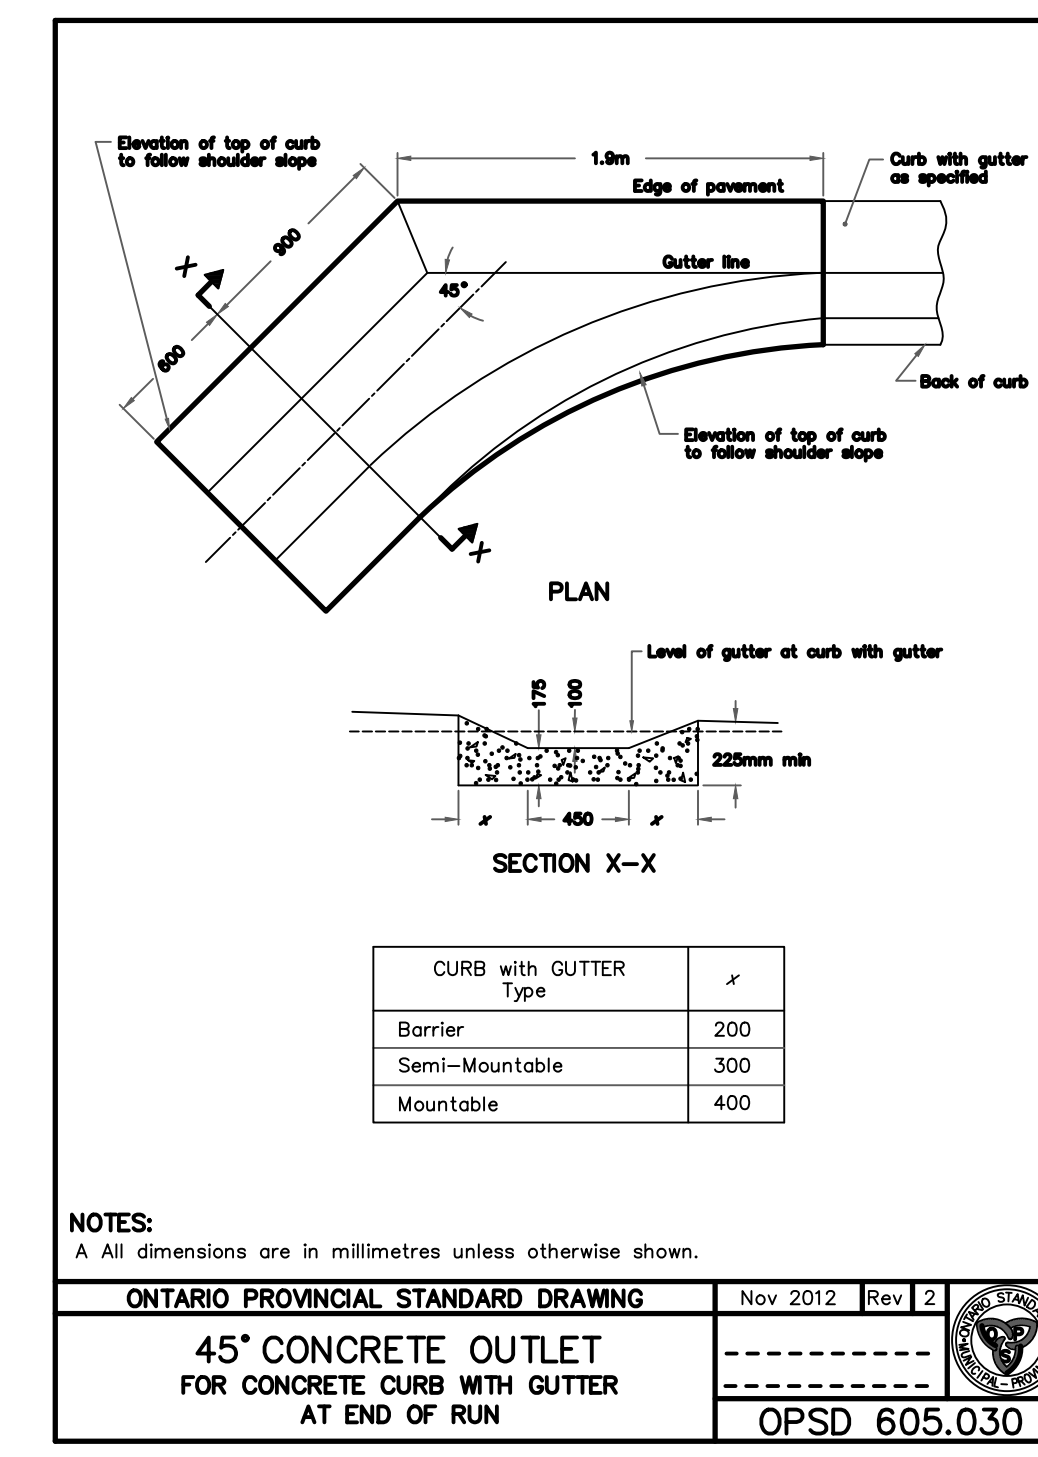 Elevation of top of curb
to follow shoulder slope
1.9m
Edge of pavement
Curb with gutter
as specified
900
X
Gutter line
45°
600
Back of curb
Elevation of top of curb
to follow shoulder slope
X
PLAN
Level of gutter at curb with gutter
175
100
225mm min
x
450
x
SECTION X-X
CURB with GUTTER
Type
x
Barrier 200
Semi-Mountable 300
Mountable 400
NOTES:
A All dimensions are in millimetres unless otherwise shown.
ONTARIO PROVINCIAL STANDARD DRAWING
Nov 2012 Rev 2
45° CONCRETE OUTLET
FOR CONCRETE CURB WITH GUTTER
AT END OF RUN
OPSD 605.030
ONTARIO
MUNICIPAL-
O P
S